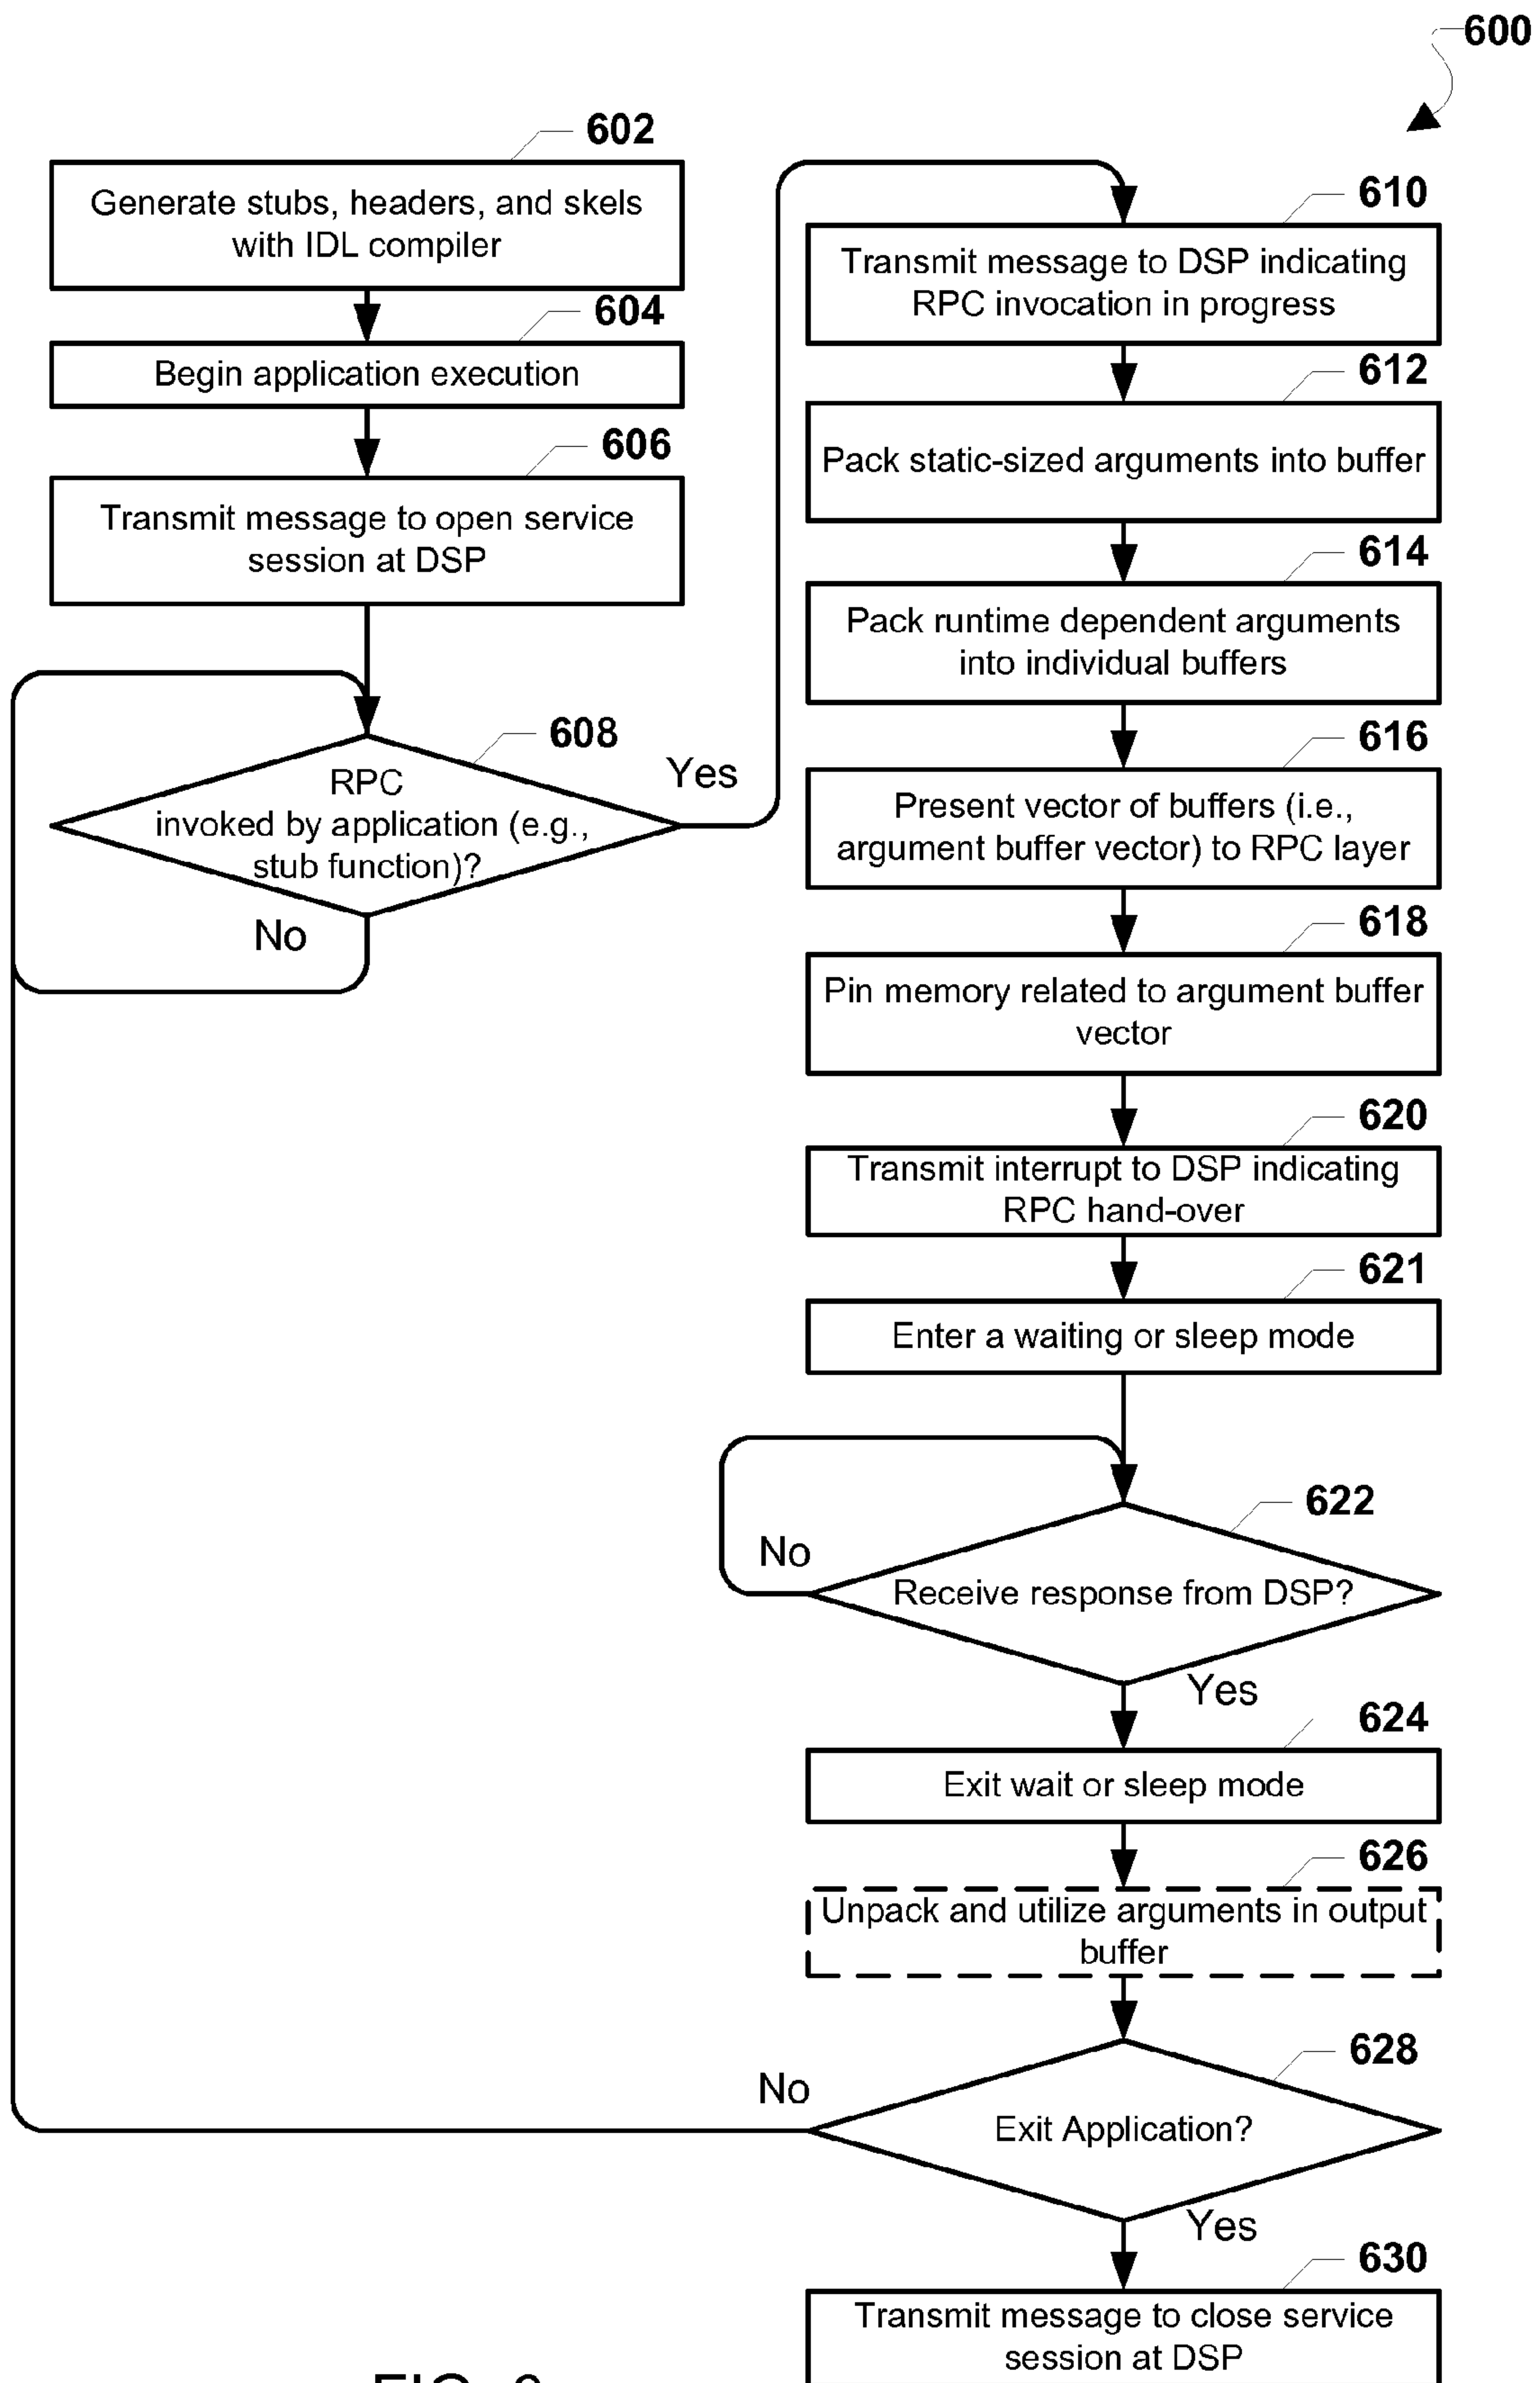 600
602
Generate stubs, headers, and skels
with IDL compiler
604
Begin application execution
606
Transmit message to open service
session at DSP
608
RPC
invoked by application (e.g.,
stub function)?
Yes
No
610
Transmit message to DSP indicating
RPC invocation in progress
612
Pack static-sized arguments into buffer
614
Pack runtime dependent arguments
into individual buffers
616
Present vector of buffers (i.e.,
argument buffer vector) to RPC layer
618
Pin memory related to argument buffer
vector
620
Transmit interrupt to DSP indicating
RPC hand-over
621
Enter a waiting or sleep mode
622
No
Receive response from DSP?
Yes
624
Exit wait or sleep mode
626
Unpack and utilize arguments in output
buffer
628
No
Exit Application?
Yes
630
Transmit message to close service
session at DSP